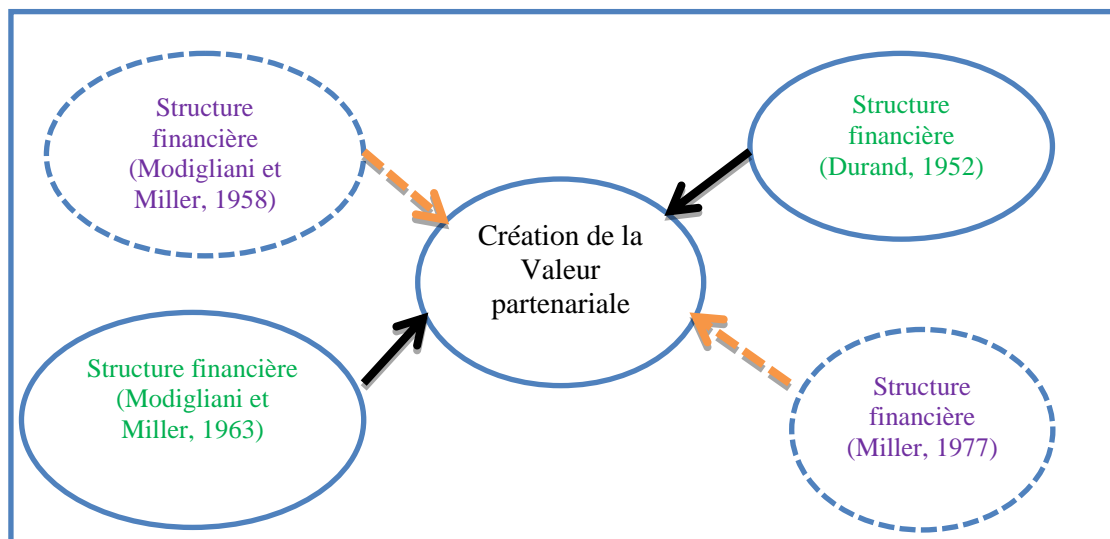 Structure
financière
(Modigliani et
Miller, 1958)
Structure
financière
(Durand, 1952)
Création de la
Valeur
partenariale
Structure financière
(Modigliani et
Miller, 1963)
Structure
financière
(Miller, 1977)